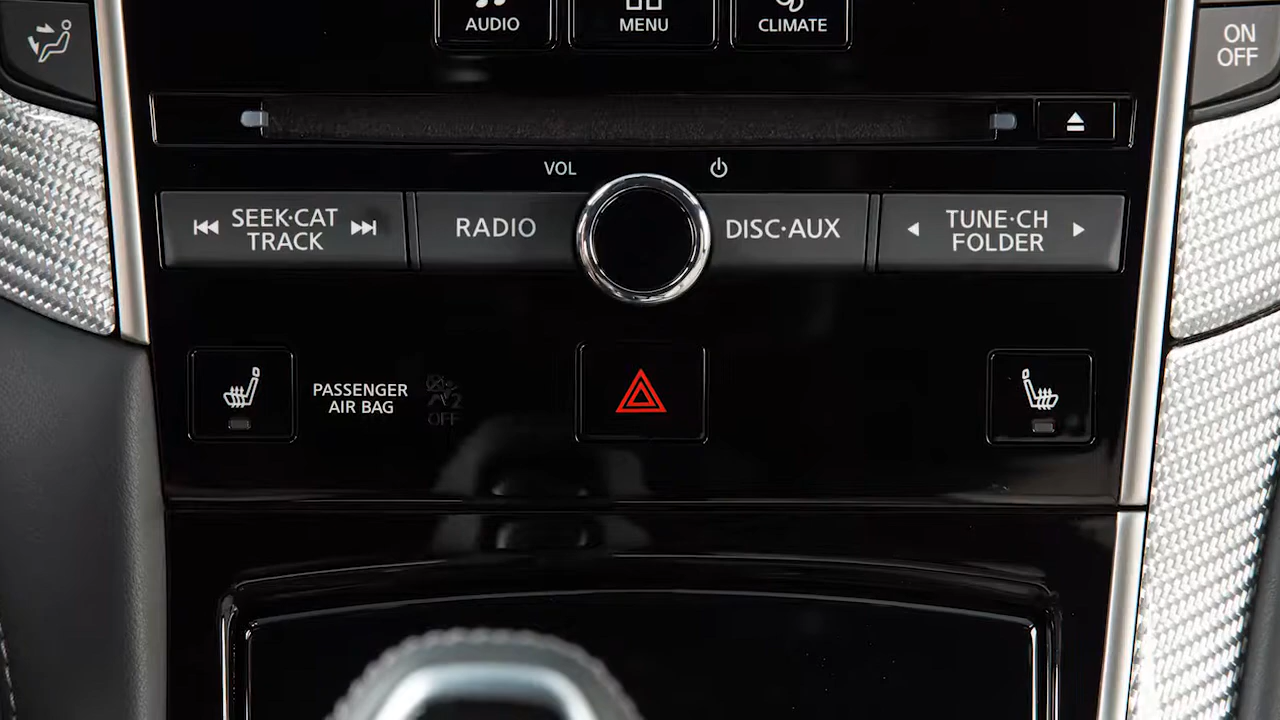 AUDIO
MENU
CLIMATE
ON
OFF
VOL
SEEK·CAT
TRACK
RADIO
DISC·AUX
TUNE·CH
FOLDER
PASSENGER
AIR BAG
2
OFF